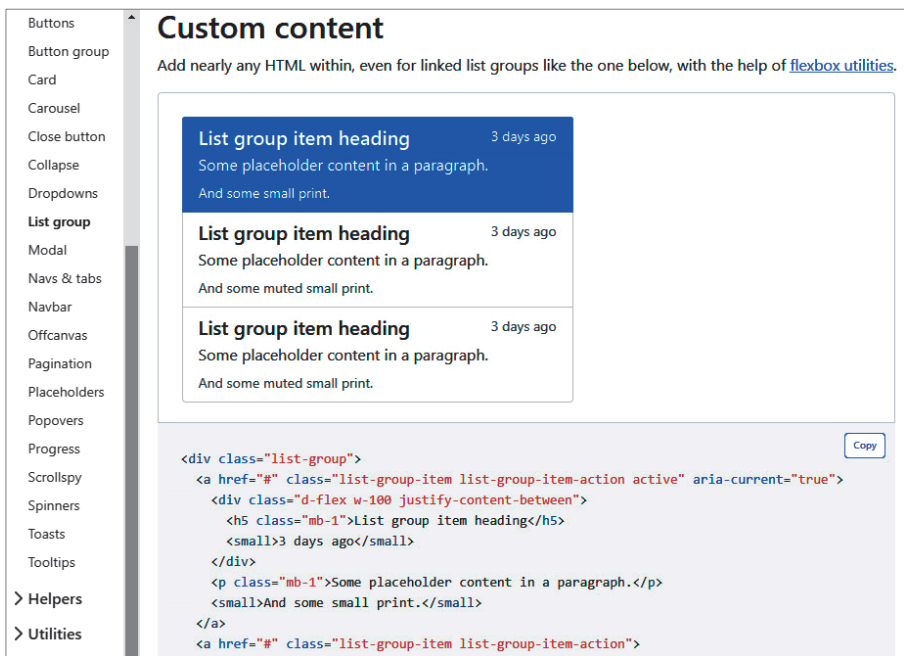 Buttons
Button group
Card
Carousel
Close button
Collapse
Dropdowns
List group
Modal
Navs & tabs
Navbar
Offcanvas
Pagination
Placeholders
Popovers
Progress
Scrollspy
Spinners
Toasts
Tooltips
> Helpers
> Utilities
Custom content
Add nearly any HTML within, even for linked list groups like the one below, with the help of flexbox utilities.
List group item heading 3 days ago
Some placeholder content in a paragraph.
And some small print.
List group item heading 3 days ago
Some placeholder content in a paragraph.
And some muted small print.
List group item heading 3 days ago
Some placeholder content in a paragraph.
And some muted small print.
Copy
<div class="list-group">
<a href="#" class="list-group-item list-group-item-action active" aria-current="true">
<div class="d-flex w-100 justify-content-between">
<h5 class="mb-1">List group item heading</h5>
<small>3 days ago</small>
</div>
<p class="mb-1">Some placeholder content in a paragraph.</p>
<small>And some small print.</small>
</a>
<a href="#" class="list-group-item list-group-item-action">